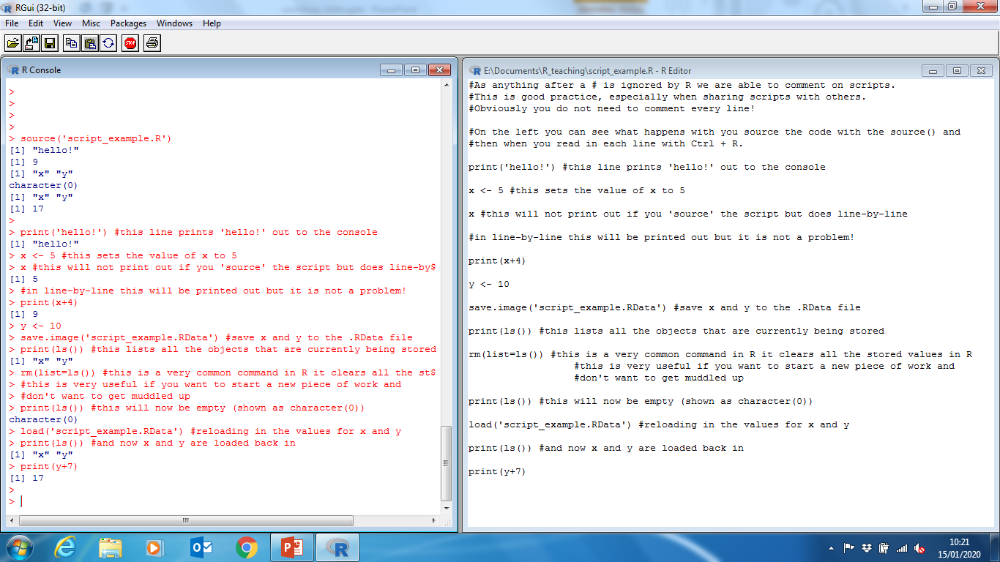 RGui (32-bit)
File Edit View Misc Packages Windows Help
STOP
R Console
>
>
>
>
> source('script_example.R')
[1] "hello!"
[1] 9
[1] "x" "y"
character(0)
[1] "x" "y"
[1] 17
>
> print('hello!') #this line prints 'hello!' out to the console
[1] "hello!"
> x <- 5 #this sets the value of x to 5
> x #this will not print out if you 'source' the script but does line-by$
[1] 5
> #in line-by-line this will be printed out but it is not a problem!
> print(x+4)
[1] 9
> y <- 10
> save.image('script_example.RData') #save x and y to the .RData file
> print(ls()) #this lists all the objects that are currently being stored
[1] "x" "y"
> rm(list=ls()) #this is a very common command in R it clears all the st$
> #this is very useful if you want to start a new piece of work and
> #don't want to get muddled up
> print(ls()) #this will now be empty (shown as character(0))
character(0)
> load('script_example.RData') #reloading in the values for x and y
> print(ls()) #and now x and y are loaded back in
[1] "x" "y"
> print(y+7)
[1] 17
>
>
E:\Documents\R_teaching\script_example.R - R Editor
#As anything after a # is ignored by R we are able to comment on scripts.
#This is good practice, especially when sharing scripts with others.
#Obviously you do not need to comment every line!
#On the left you can see what happens with you source the code with the source() and
#then when you read in each line with Ctrl + R.
print('hello!') #this line prints 'hello!' out to the console
x <- 5 #this sets the value of x to 5
x #this will not print out if you 'source' the script but does line-by-line
#in line-by-line this will be printed out but it is not a problem!
print(x+4)
y <- 10
save.image('script_example.RData') #save x and y to the .RData file
print(ls()) #this lists all the objects that are currently being stored
rm(list=ls()) #this is a very common command in R it clears all the stored values in R
#this is very useful if you want to start a new piece of work and
#don't want to get muddled up
print(ls()) #this will now be empty (shown as character(0))
load('script_example.RData') #reloading in the values for x and y
print(ls()) #and now x and y are loaded back in
print(y+7)
10:21
15/01/2020